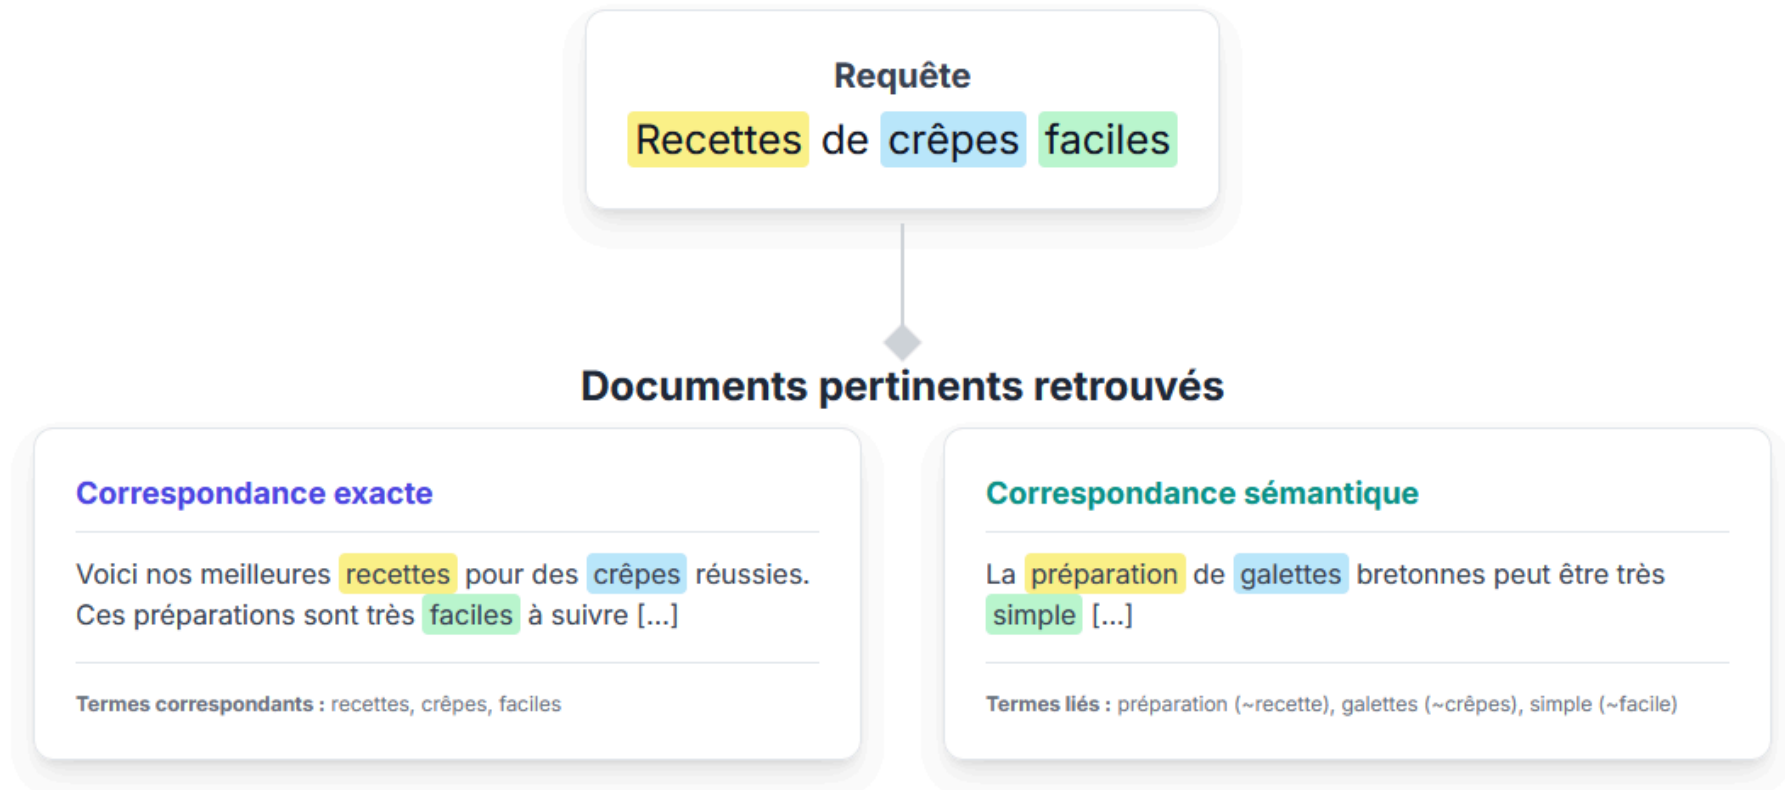 Requête
Recettes de crêpes faciles
Documents pertinents retrouvés
Correspondance exacte
Voici nos meilleures recettes pour des crêpes réussies.
Ces préparations sont très faciles à suivre [...]
Termes correspondants : recettes, crêpes, faciles
Correspondance sémantique
La préparation de galettes bretonnes peut être très
simple [...]
Termes liés : préparation (~recette), galettes (~crêpes), simple (~facile)